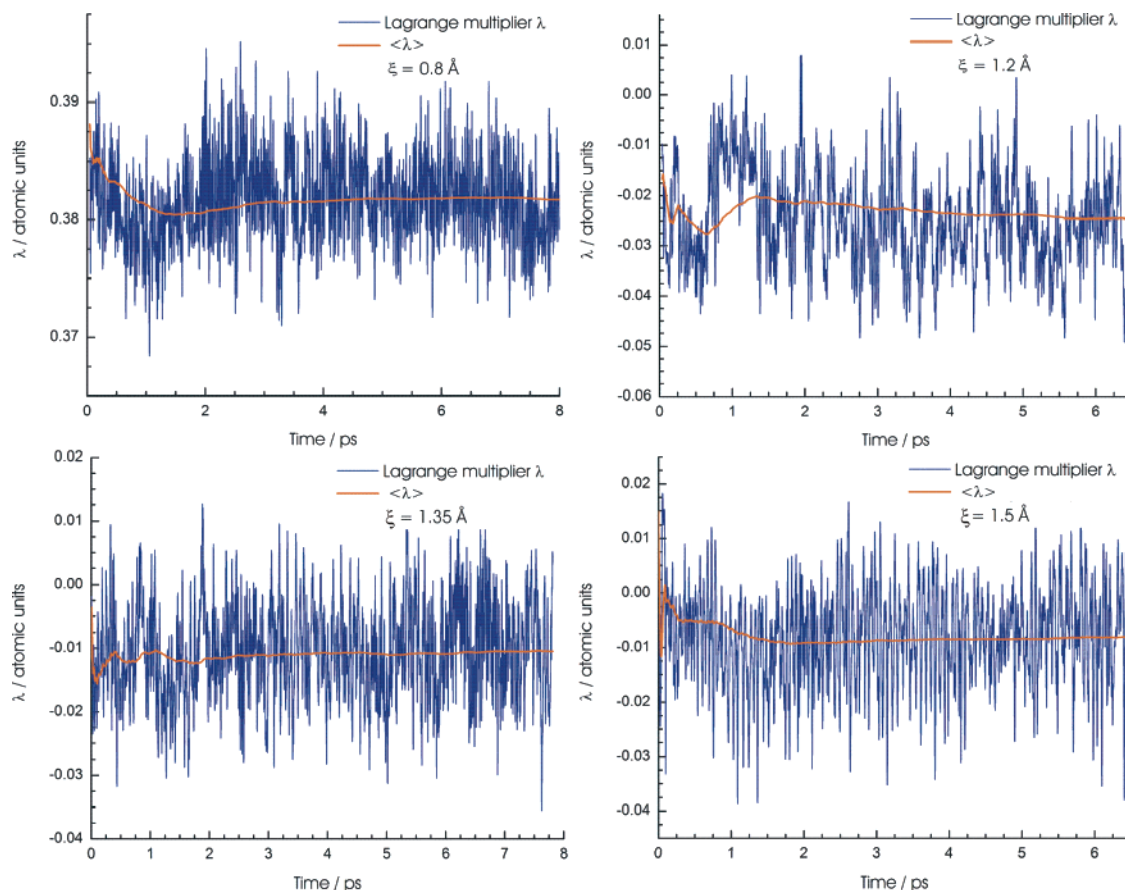 Lagrange multiplier λ
<λ>
ξ = 0.8 Å
λ / atomic units
0.39
0.38
0.37
0 2 4 6 8
Time / ps
Lagrange multiplier λ
<λ>
ξ = 1.2 Å
λ / atomic units
0.01
0.00
-0.01
-0.02
-0.03
-0.04
-0.05
-0.06
0 1 2 3 4 5 6
Time / ps
Lagrange multiplier λ
<λ>
ξ = 1.35 Å
λ / atomic units
0.02
0.01
0.00
-0.01
-0.02
-0.03
-0.04
0 1 2 3 4 5 6 7 8
Time / ps
Lagrange multiplier λ
<λ>
ξ = 1.5 Å
λ / atomic units
0.02
0.01
0.00
-0.01
-0.02
-0.03
-0.04
0 1 2 3 4 5 6
Time / ps